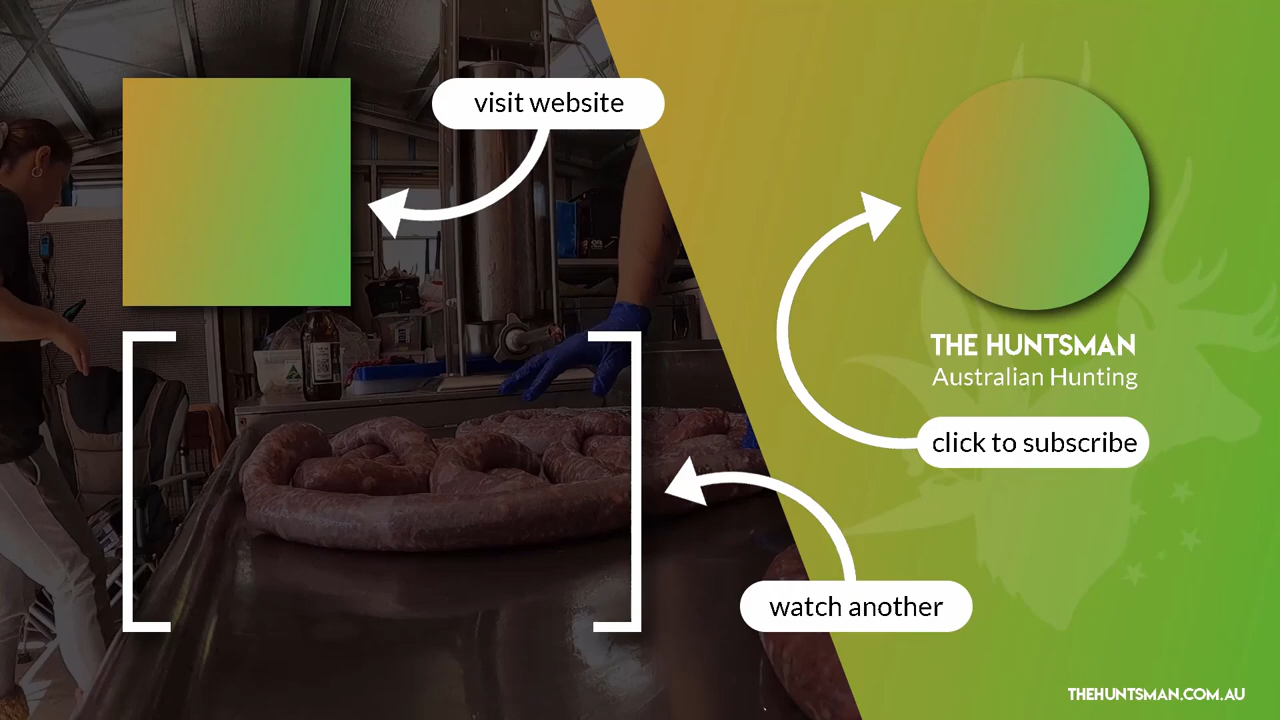 visit website
THE HUNTSMAN
Australian Hunting
click to subscribe
watch another
THEHUNTSMAN.COM.AU